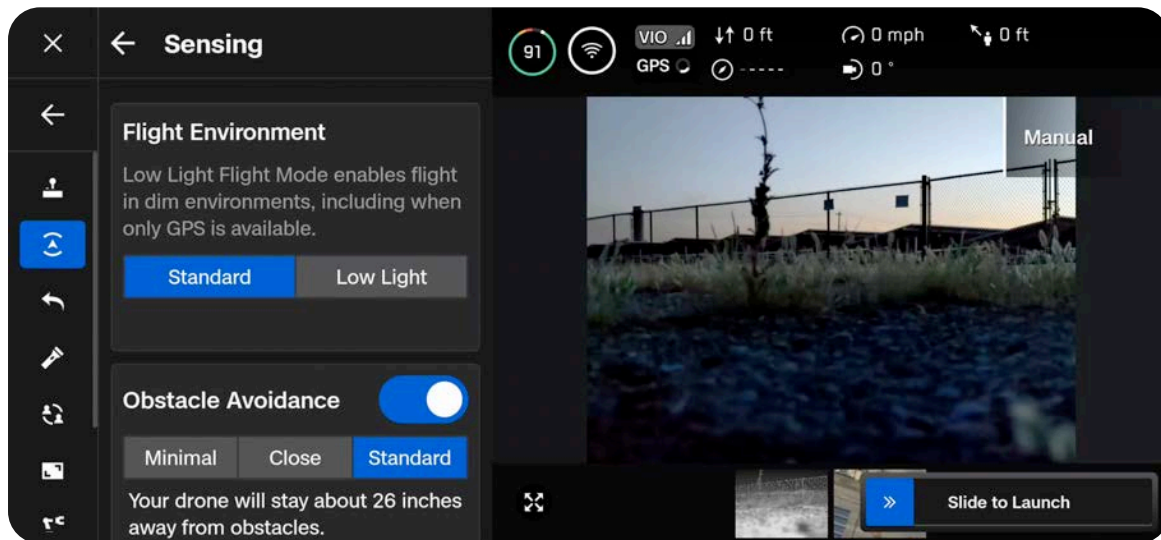 Sensing
Flight Environment
Low Light Flight Mode enables flight
in dim environments, including when
only GPS is available.
Standard
Low Light
Obstacle Avoidance
Minimal
Close
Standard
Your drone will stay about 26 inches
away from obstacles.
91
VIO
GPS
0 ft
-----
0 mph
0 °
0 ft
Manual
Slide to Launch